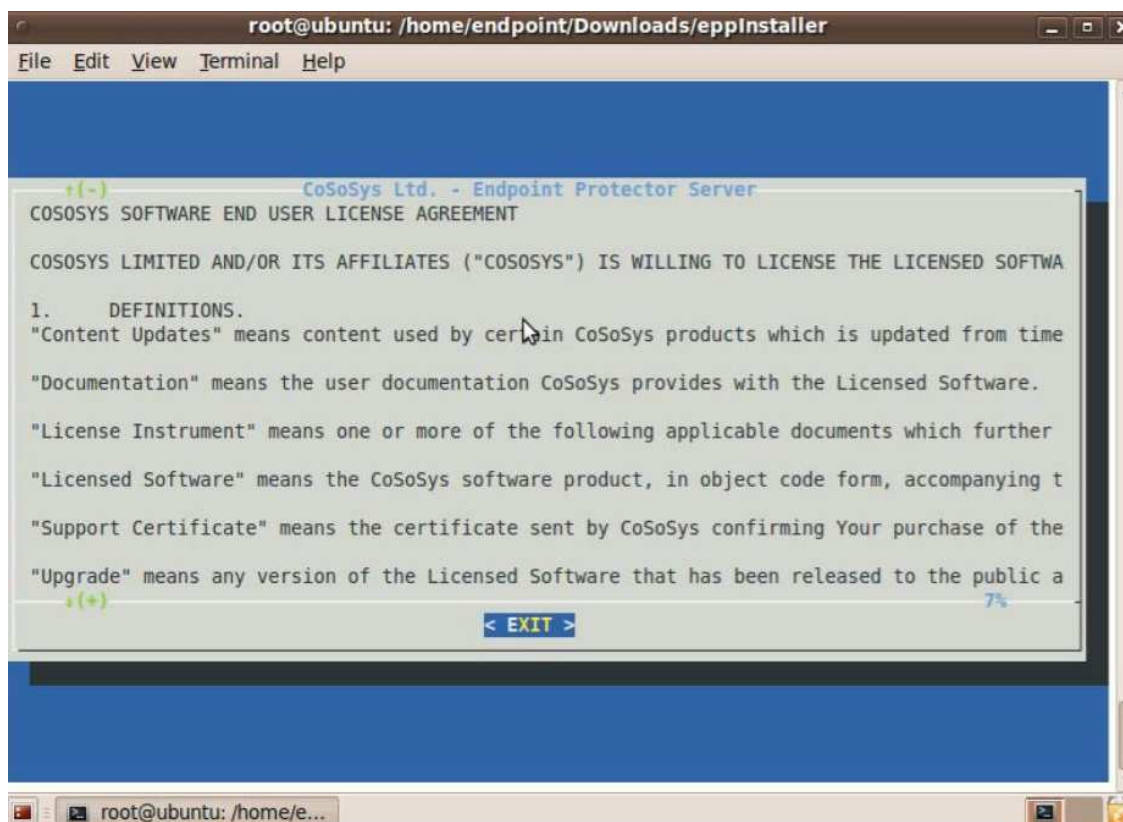 root@ubuntu: /home/endpoint/Downloads/eppInstaller
File Edit View Terminal Help
↑(-) CoSoSys Ltd. - Endpoint Protector Server
COSOSYS SOFTWARE END USER LICENSE AGREEMENT
COSOSYS LIMITED AND/OR ITS AFFILIATES ("COSOSYS") IS WILLING TO LICENSE THE LICENSED SOFTWA
1. DEFINITIONS.
"Content Updates" means content used by certain CoSoSys products which is updated from time
"Documentation" means the user documentation CoSoSys provides with the Licensed Software.
"License Instrument" means one or more of the following applicable documents which further
"Licensed Software" means the CoSoSys software product, in object code form, accompanying t
"Support Certificate" means the certificate sent by CoSoSys confirming Your purchase of the
"Upgrade" means any version of the Licensed Software that has been released to the public a
↓(+) 7%
< EXIT >
root@ubuntu: /home/e...